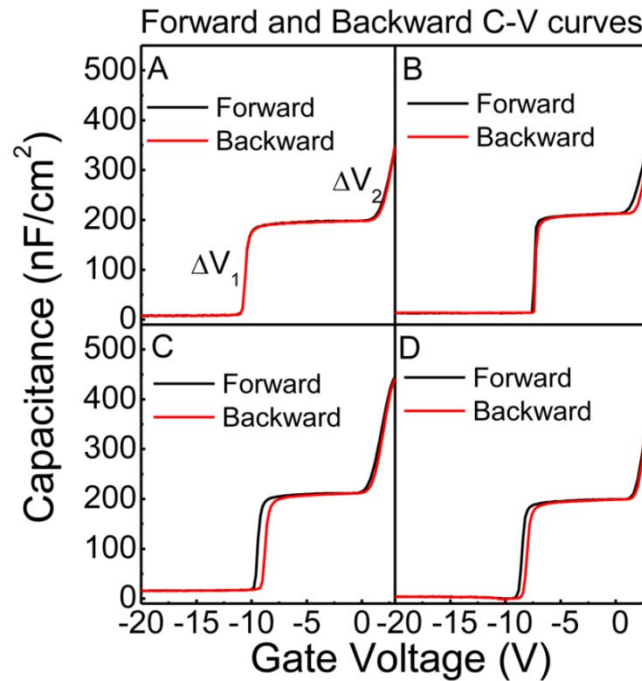 Forward and Backward C-V curves
Capacitance (nF/cm²)
500
400
300
200
100
0
A
Forward
Backward
ΔV₂
ΔV₁
B
Forward
Backward
500
400
300
200
100
0
C
Forward
Backward
D
Forward
Backward
-20 -15 -10 -5 0 -20 -15 -10 -5 0
Gate Voltage (V)